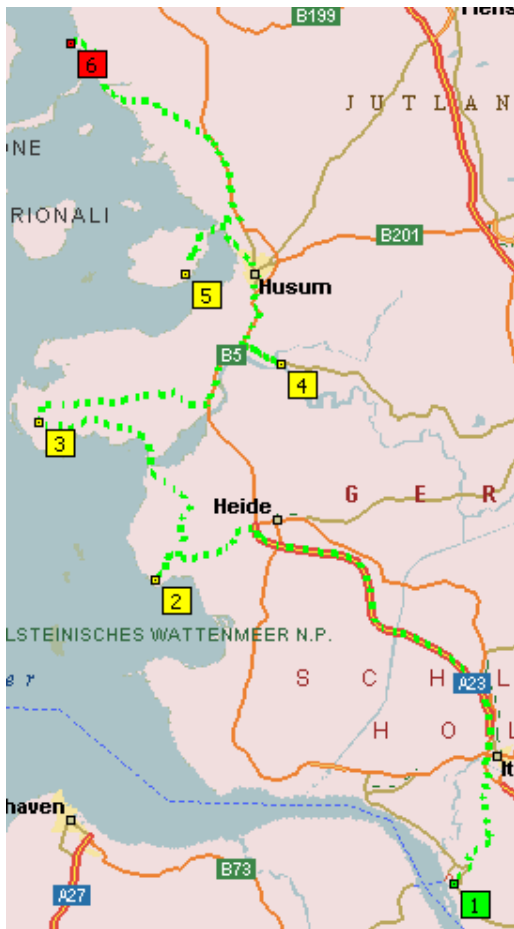 B199
6
J U T L A N
ONE
RIONALI
B201
5
Husum
B5
4
3
G E R
Heide
2
LSTEINISCHES WATTENMEER N.P.
e r
S C H L
A23
H O L
It
haven
B73
A27
1